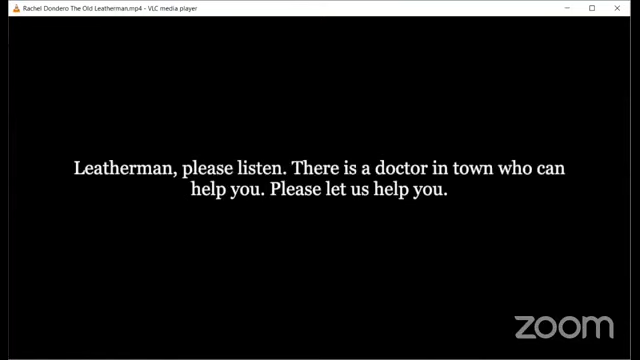 Rachel Dondero The Old Leatherman.mp4 - VLC media player
Leatherman, please listen. There is a doctor in town who can
help you. Please let us help you.
zoom